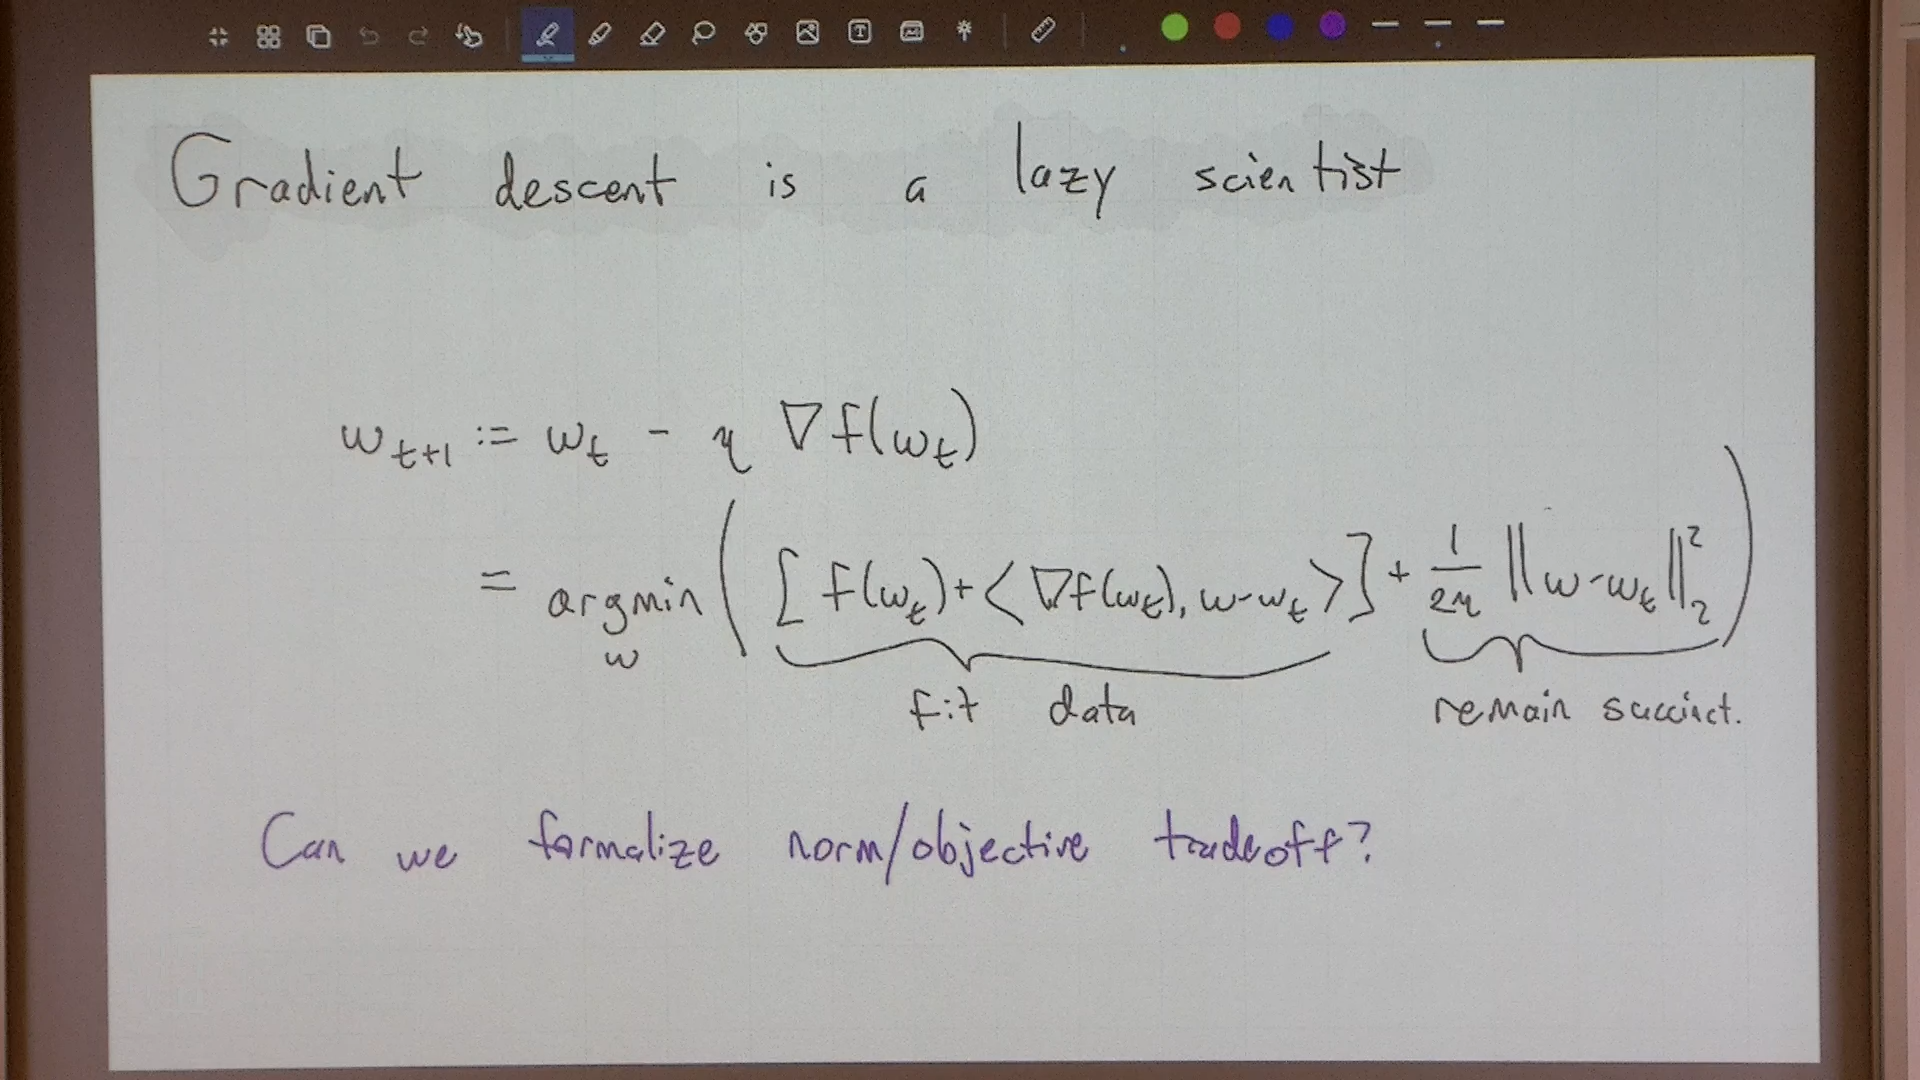 Gradient descent is a lazy scientist
w_{t+1} := w_t - η ∇f(w_t)
= argmin_w ( [ f(w_t) + < ∇f(w_t), w-w_t > ] + 1/2η ||w-w_t||_2^2 )
fit data remain succinct.
Can we formalize norm/objective tradeoff?